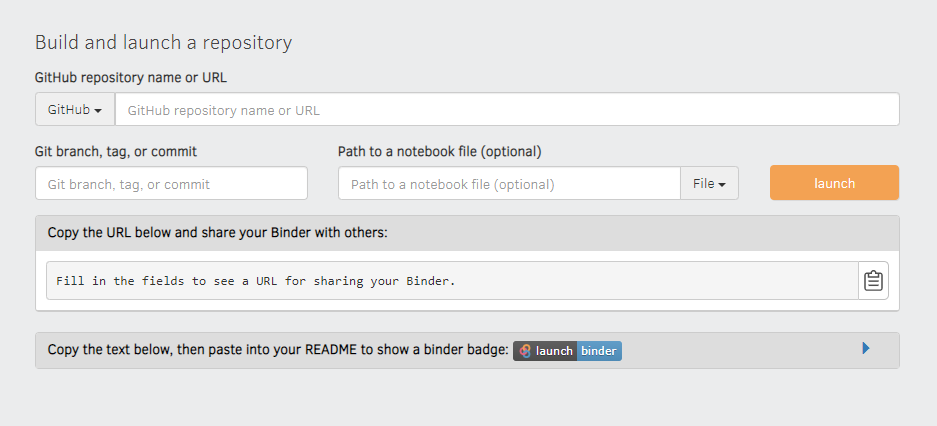 Build and launch a repository
GitHub repository name or URL
GitHub GitHub repository name or URL
Git branch, tag, or commit Path to a notebook file (optional)
Git branch, tag, or commit Path to a notebook file (optional) File launch
Copy the URL below and share your Binder with others:
Fill in the fields to see a URL for sharing your Binder.
Copy the text below, then paste into your README to show a binder badge: launch binder